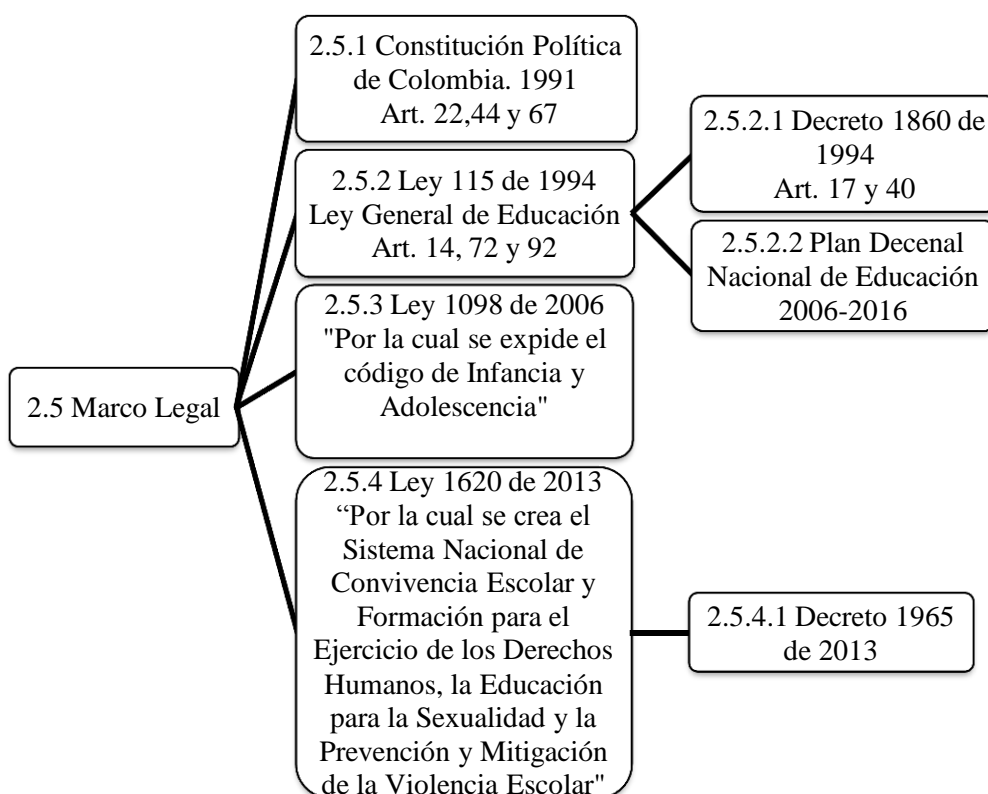 2.5 Marco Legal
2.5.1 Constitución Política
de Colombia. 1991
Art. 22,44 y 67
2.5.2 Ley 115 de 1994
Ley General de Educación
Art. 14, 72 y 92
2.5.2.1 Decreto 1860 de
1994
Art. 17 y 40
2.5.2.2 Plan Decenal
Nacional de Educación
2006-2016
2.5.3 Ley 1098 de 2006
"Por la cual se expide el
código de Infancia y
Adolescencia"
2.5.4 Ley 1620 de 2013
“Por la cual se crea el
Sistema Nacional de
Convivencia Escolar y
Formación para el
Ejercicio de los Derechos
Humanos, la Educación
para la Sexualidad y la
Prevención y Mitigación
de la Violencia Escolar"
2.5.4.1 Decreto 1965
de 2013